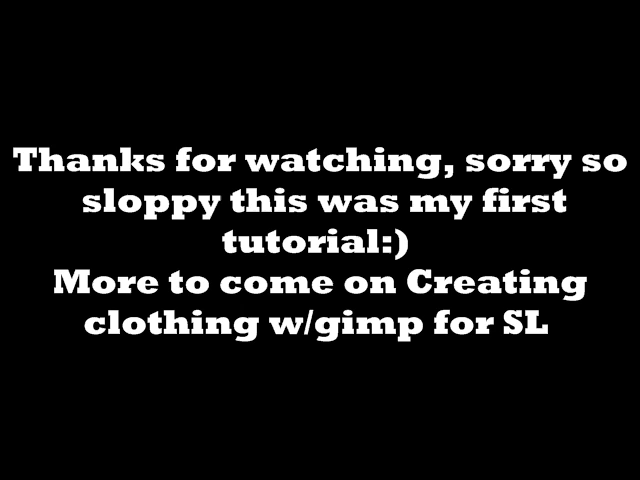 Thanks for watching, sorry so
sloppy this was my first
tutorial:)
More to come on Creating
clothing w/gimp for SL